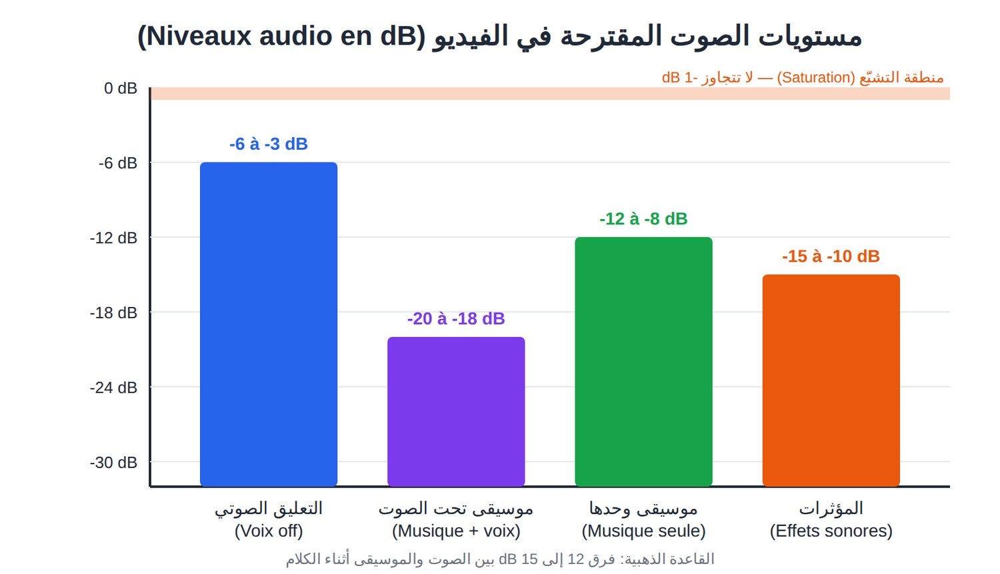 مستويات الصوت المقترحة في الفيديو (Niveaux audio en dB)
منطقة التشبّع (Saturation) — لا تتجاوز -1 dB
0 dB
-6 dB
-12 dB
-18 dB
-24 dB
-30 dB
-6 à -3 dB
-20 à -18 dB
-12 à -8 dB
-15 à -10 dB
التعليق الصوتي
(Voix off)
موسيقى تحت الصوت
(Musique + voix)
موسيقى وحدها
(Musique seule)
المؤثرات
(Effets sonores)
القاعدة الذهبية: فرق 12 إلى 15 dB بين الصوت والموسيقى أثناء الكلام